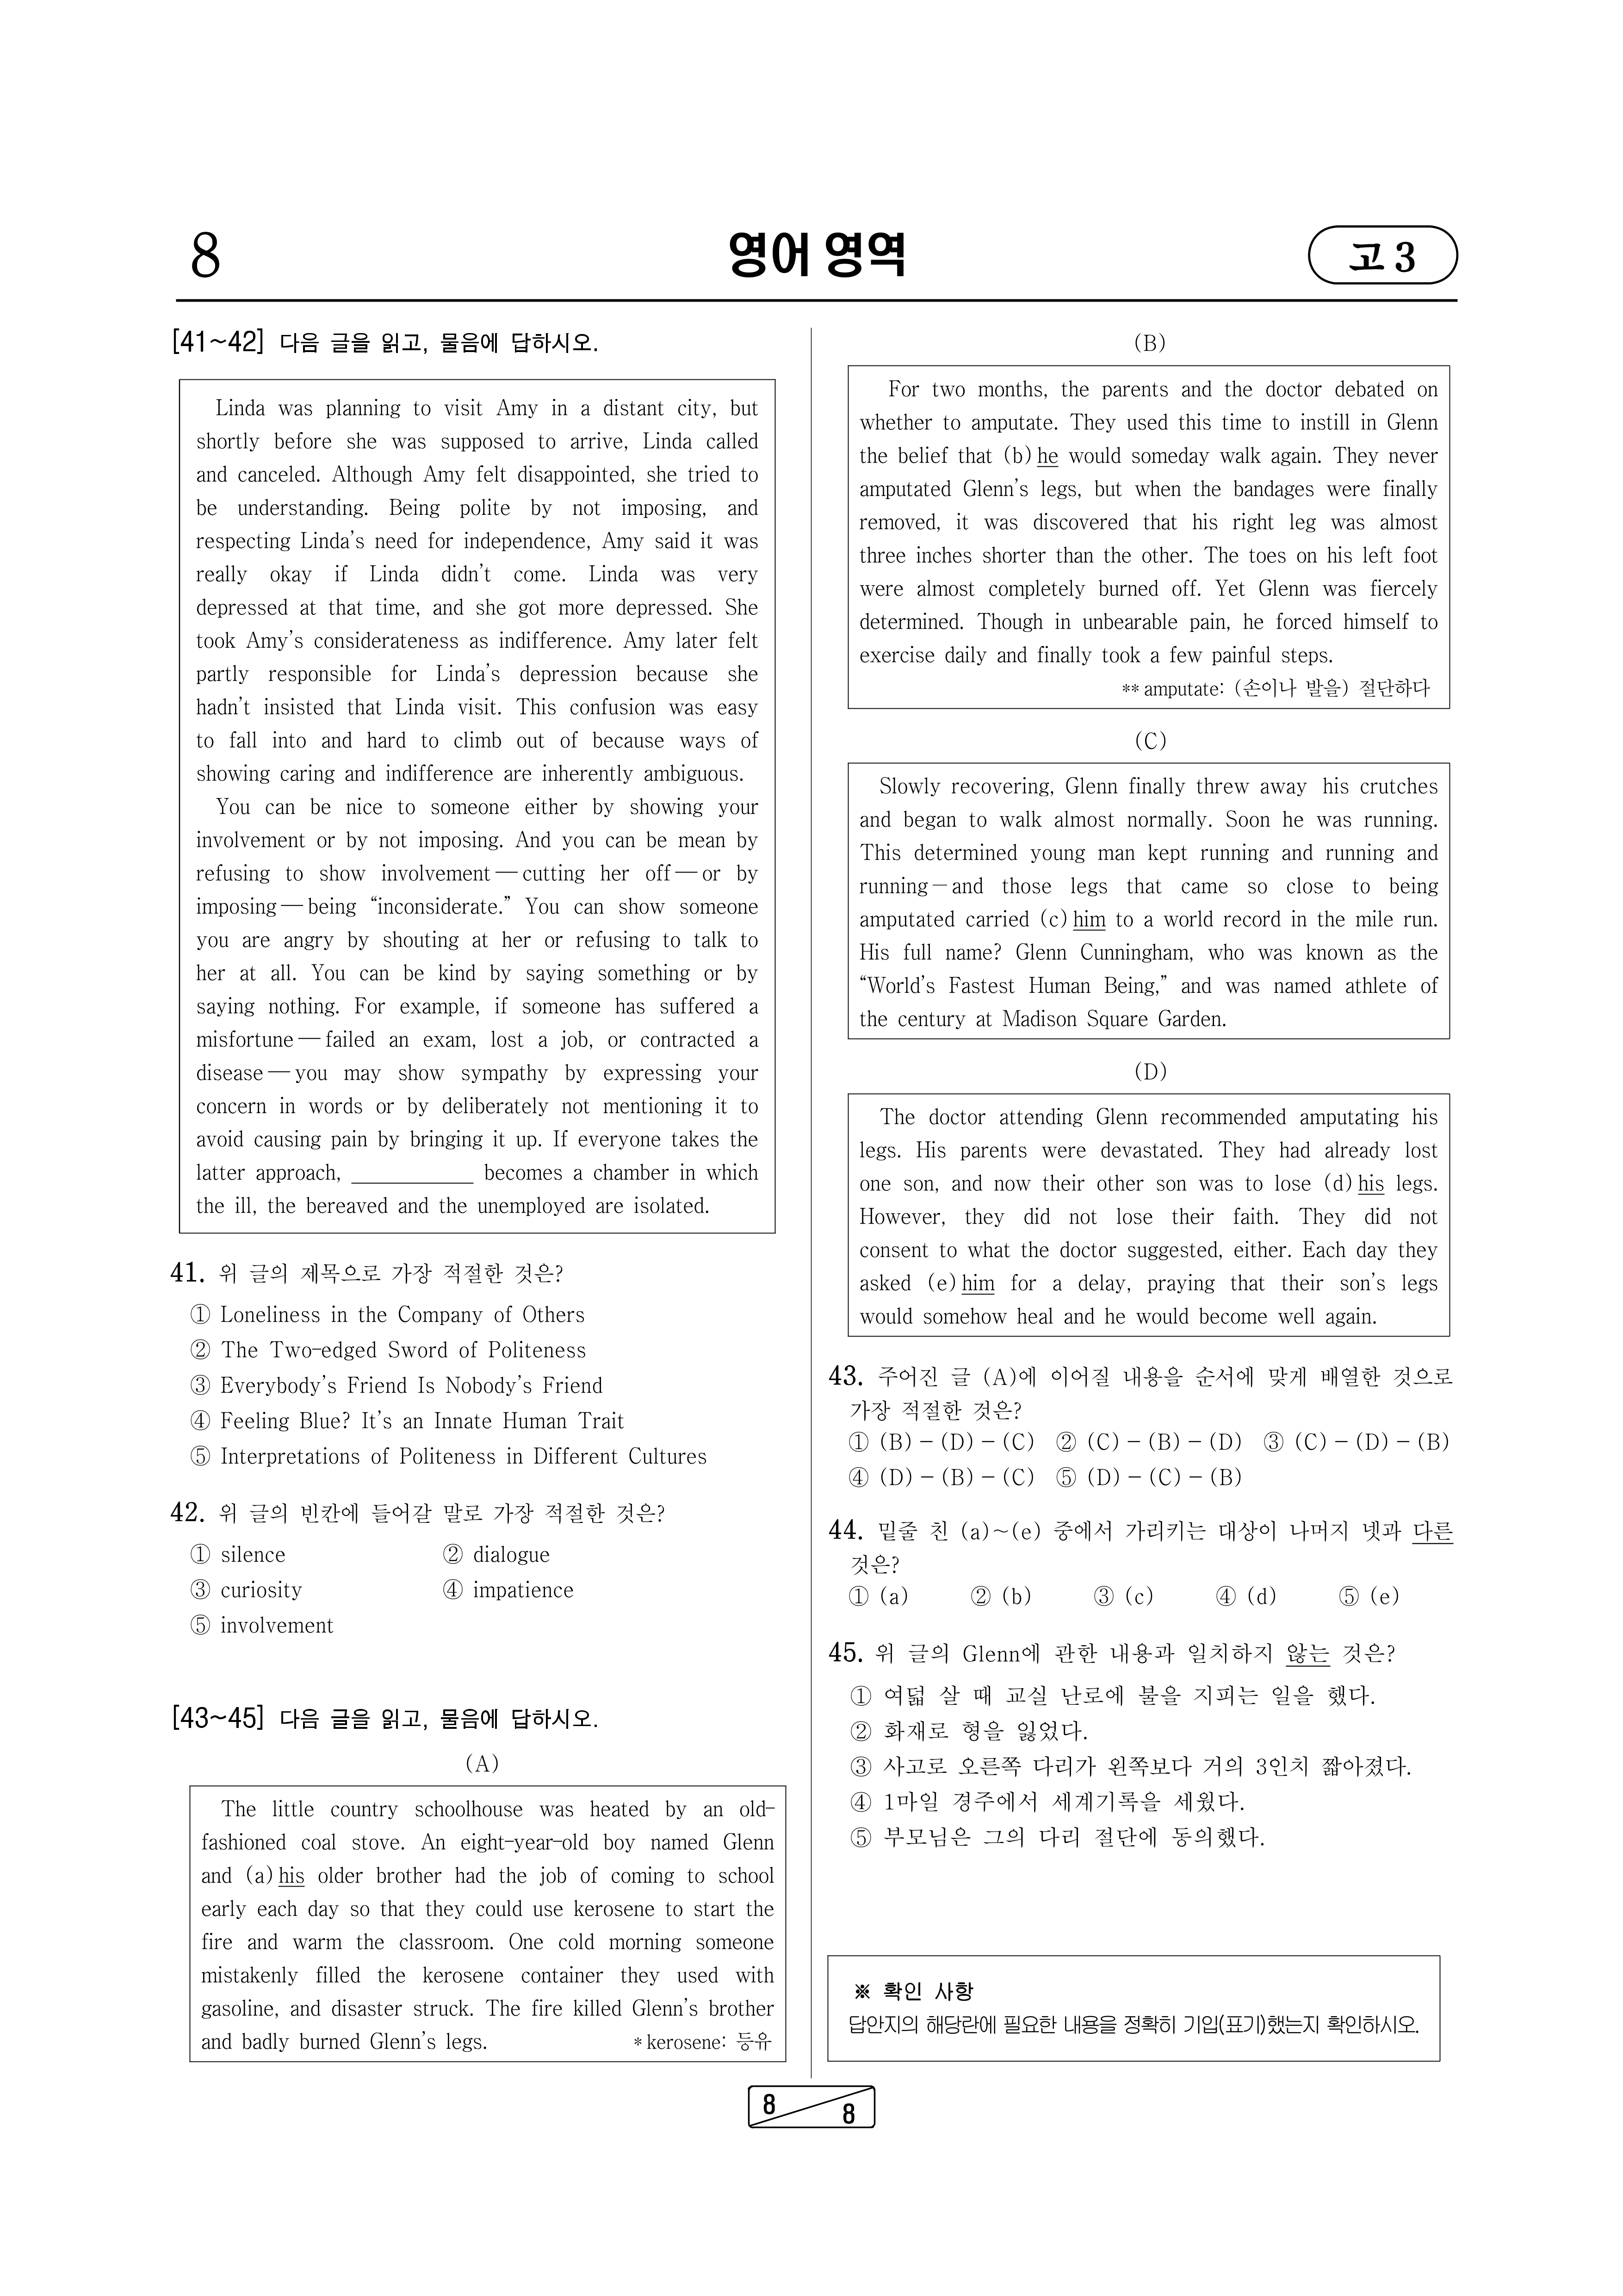 8
영어 영역
고 3
[41~42] 다음 글을 읽고, 물음에 답하시오.
Linda was planning to visit Amy in a distant city, but
shortly before she was supposed to arrive, Linda called
and canceled. Although Amy felt disappointed, she tried to
be understanding. Being polite by not imposing, and
respecting Linda's need for independence, Amy said it was
really okay if Linda didn't come. Linda was very
depressed at that time, and she got more depressed. She
took Amy's considerateness as indifference. Amy later felt
partly responsible for Linda's depression because she
hadn't insisted that Linda visit. This confusion was easy
to fall into and hard to climb out of because ways of
showing caring and indifference are inherently ambiguous.
You can be nice to someone either by showing your
involvement or by not imposing. And you can be mean by
refusing to show involvement — cutting her off — or by
imposing — being “inconsiderate.” You can show someone
you are angry by shouting at her or refusing to talk to
her at all. You can be kind by saying something or by
saying nothing. For example, if someone has suffered a
misfortune — failed an exam, lost a job, or contracted a
disease — you may show sympathy by expressing your
concern in words or by deliberately not mentioning it to
avoid causing pain by bringing it up. If everyone takes the
latter approach, __________ becomes a chamber in which
the ill, the bereaved and the unemployed are isolated.
41. 위 글의 제목으로 가장 적절한 것은?
① Loneliness in the Company of Others
② The Two-edged Sword of Politeness
③ Everybody's Friend Is Nobody's Friend
④ Feeling Blue? It's an Innate Human Trait
⑤ Interpretations of Politeness in Different Cultures
42. 위 글의 빈칸에 들어갈 말로 가장 적절한 것은?
① silence ② dialogue
③ curiosity ④ impatience
⑤ involvement
[43~45] 다음 글을 읽고, 물음에 답하시오.
(A)
The little country schoolhouse was heated by an old-
fashioned coal stove. An eight-year-old boy named Glenn
and (a) his older brother had the job of coming to school
early each day so that they could use kerosene to start the
fire and warm the classroom. One cold morning someone
mistakenly filled the kerosene container they used with
gasoline, and disaster struck. The fire killed Glenn's brother
and badly burned Glenn's legs. * kerosene: 등유
(B)
For two months, the parents and the doctor debated on
whether to amputate. They used this time to instill in Glenn
the belief that (b) he would someday walk again. They never
amputated Glenn's legs, but when the bandages were finally
removed, it was discovered that his right leg was almost
three inches shorter than the other. The toes on his left foot
were almost completely burned off. Yet Glenn was fiercely
determined. Though in unbearable pain, he forced himself to
exercise daily and finally took a few painful steps.
** amputate: (손이나 발을) 절단하다
(C)
Slowly recovering, Glenn finally threw away his crutches
and began to walk almost normally. Soon he was running.
This determined young man kept running and running and
running — and those legs that came so close to being
amputated carried (c) him to a world record in the mile run.
His full name? Glenn Cunningham, who was known as the
“World's Fastest Human Being,” and was named athlete of
the century at Madison Square Garden.
(D)
The doctor attending Glenn recommended amputating his
legs. His parents were devastated. They had already lost
one son, and now their other son was to lose (d) his legs.
However, they did not lose their faith. They did not
consent to what the doctor suggested, either. Each day they
asked (e) him for a delay, praying that their son's legs
would somehow heal and he would become well again.
43. 주어진 글 (A)에 이어질 내용을 순서에 맞게 배열한 것으로
가장 적절한 것은?
① (B) - (D) - (C) ② (C) - (B) - (D) ③ (C) - (D) - (B)
④ (D) - (B) - (C) ⑤ (D) - (C) - (B)
44. 밑줄 친 (a)~(e) 중에서 가리키는 대상이 나머지 넷과 다른
것은?
① (a) ② (b) ③ (c) ④ (d) ⑤ (e)
45. 위 글의 Glenn에 관한 내용과 일치하지 않는 것은?
① 여덟 살 때 교실 난로에 불을 지피는 일을 했다.
② 화재로 형을 잃었다.
③ 사고로 오른쪽 다리가 왼쪽보다 거의 3인치 짧아졌다.
④ 1마일 경주에서 세계기록을 세웠다.
⑤ 부모님은 그의 다리 절단에 동의했다.
※ 확인 사항
답안지의 해당란에 필요한 내용을 정확히 기입(표기)했는지 확인하시오.
8
8